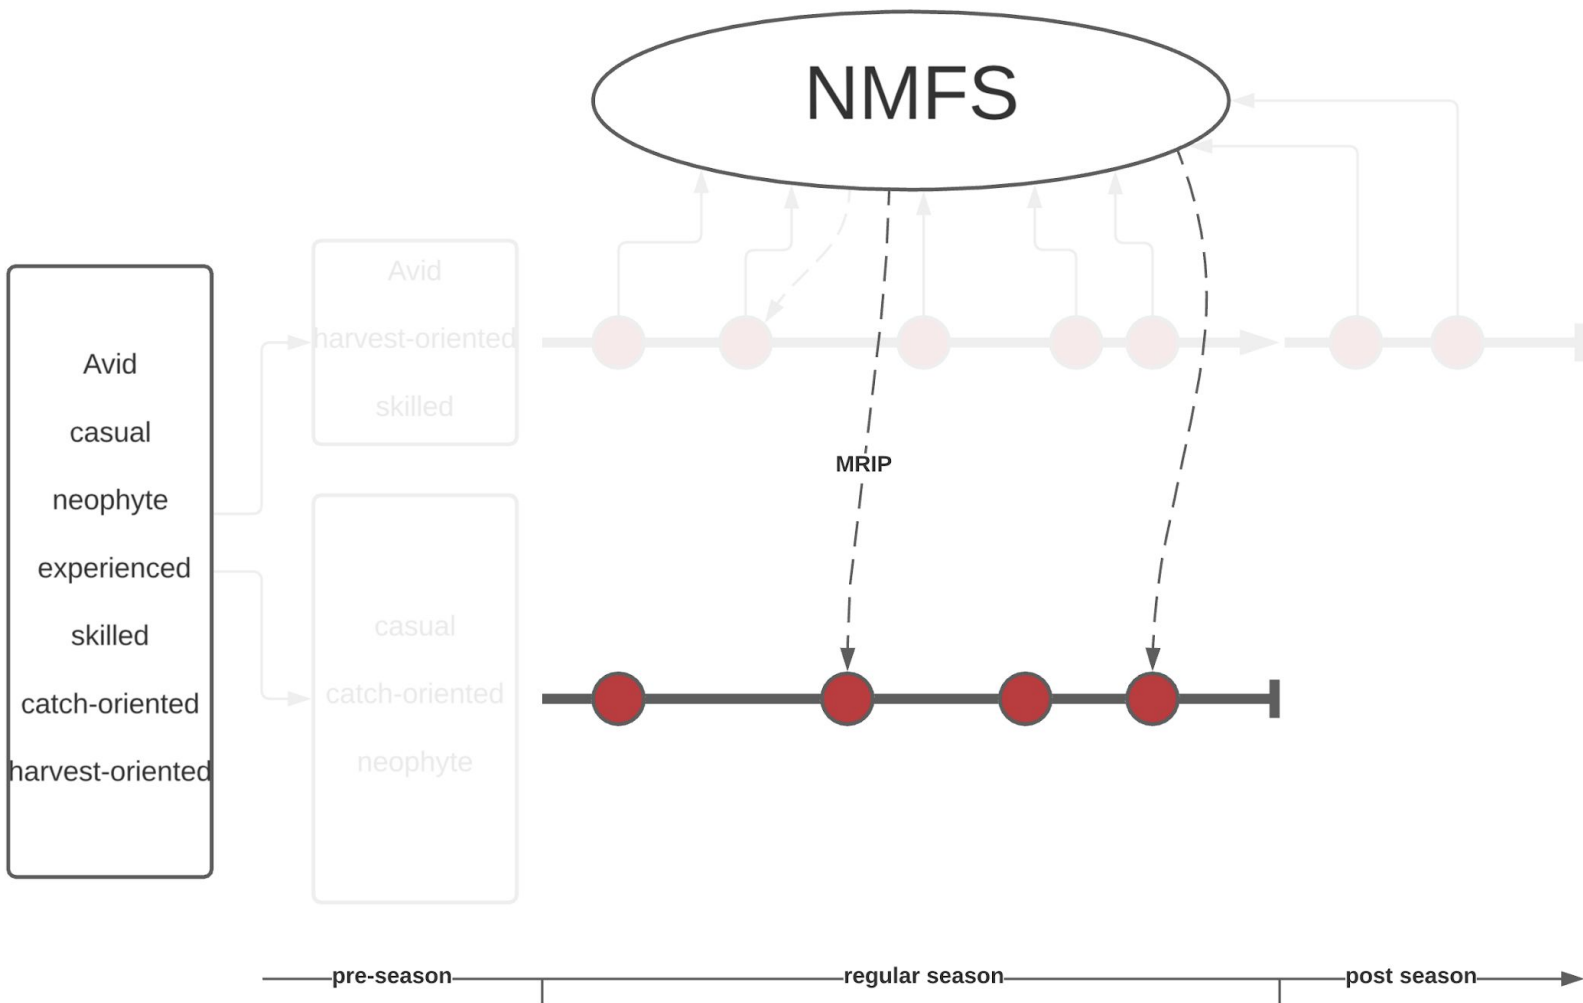 NMFS
Avid
casual
neophyte
experienced
skilled
catch-oriented
harvest-oriented
Avid
harvest-oriented
skilled
MRIP
casual
catch-oriented
neophyte
pre-season
regular season
post season